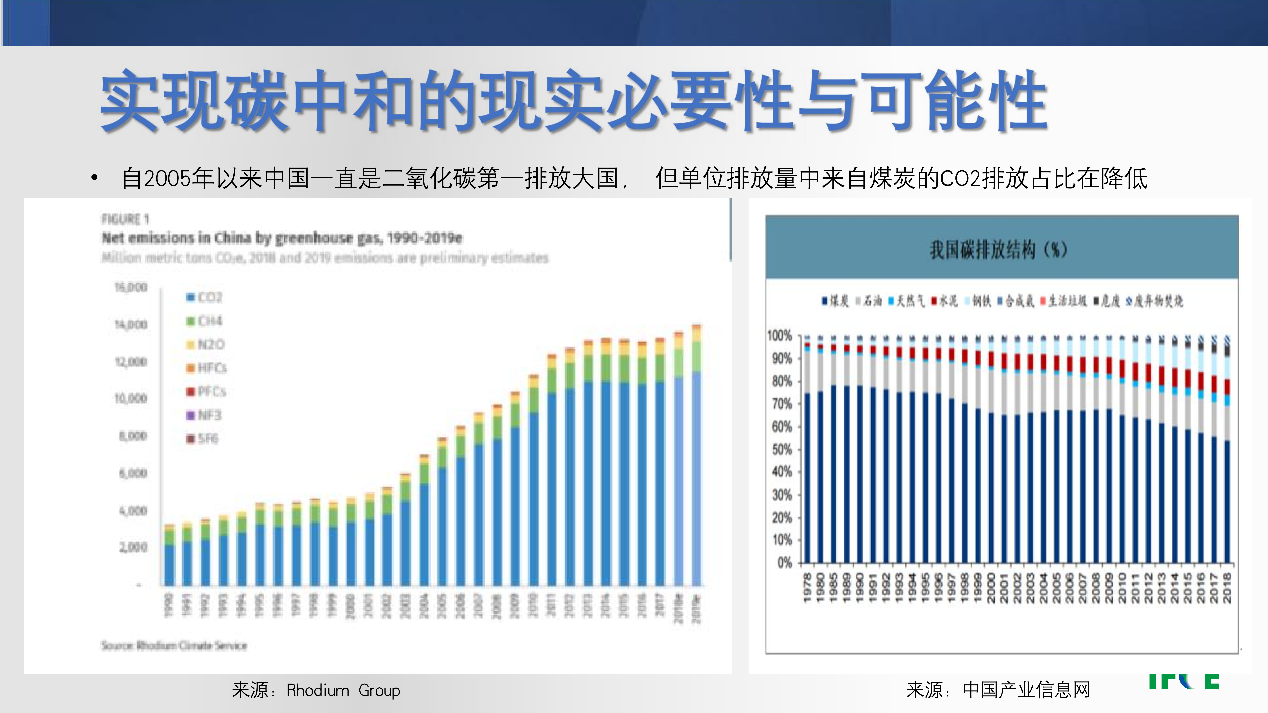 实现碳中和的现实必要性与可能性
• 自2005年以来中国一直是二氧化碳第一排放大国， 但单位排放量中来自煤炭的CO2排放占比在降低
FIGURE 1
Net emissions in China by greenhouse gas, 1990-2019e
Million metric tons CO₂e, 2018 and 2019 emissions are preliminary estimates
16,000
14,000
12,000
10,000
8,000
6,000
4,000
2,000
-
CO2
CH4
N2O
HFCs
PFCs
NF3
SF6
1990 1991 1992 1993 1994 1995 1996 1997 1998 1999 2000 2001 2002 2003 2004 2005 2006 2007 2008 2009 2010 2011 2012 2013 2014 2015 2016 2017 2018e 2019e
Source: Rhodium Climate Service
来源：Rhodium Group
我国碳排放结构（%）
煤炭 石油 天然气 水泥 钢铁 合成氨 生活垃圾 危废 废弃物焚烧
100%
90%
80%
70%
60%
50%
40%
30%
20%
10%
0%
1978 1980 1985 1989 1990 1991 1992 1993 1994 1995 1996 1997 1998 1999 2000 2001 2002 2003 2004 2005 2006 2007 2008 2009 2010 2011 2012 2013 2014 2015 2016 2017 2018
来源：中国产业信息网